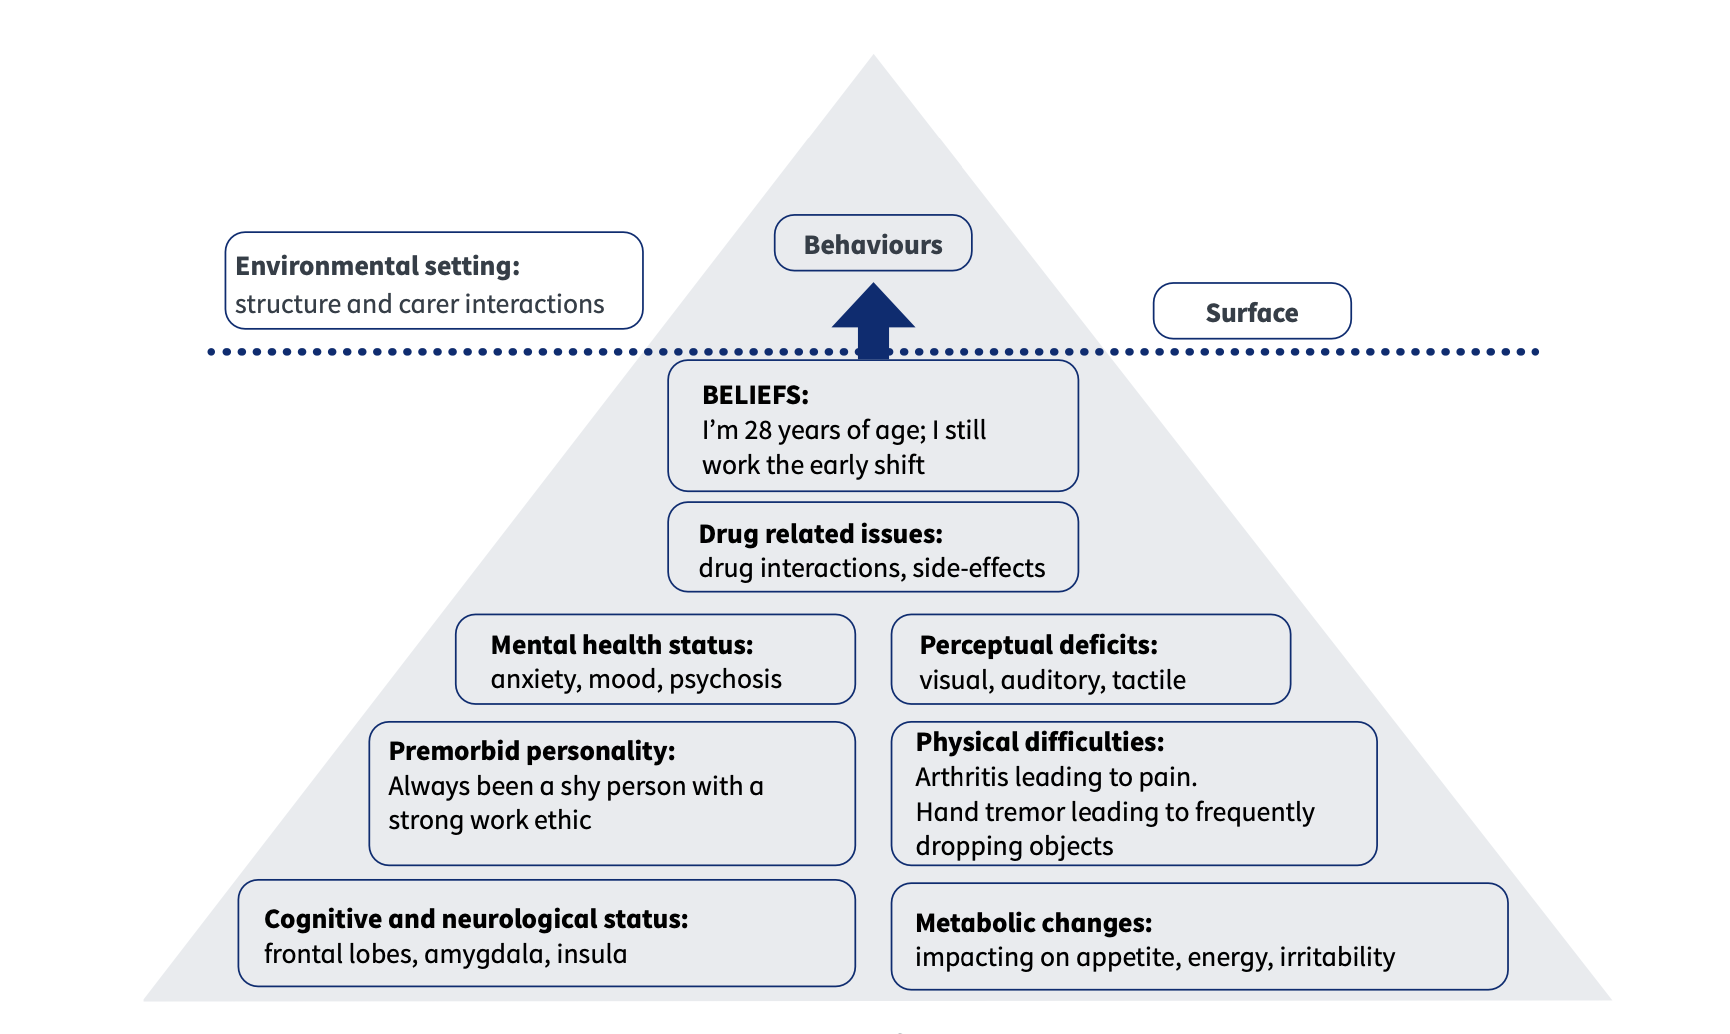 Behaviours
Environmental setting:
structure and carer interactions
Surface
BELIEFS:
I’m 28 years of age; I still
work the early shift
Drug related issues:
drug interactions, side-effects
Mental health status:
anxiety, mood, psychosis
Perceptual deficits:
visual, auditory, tactile
Premorbid personality:
Always been a shy person with a
strong work ethic
Physical difficulties:
Arthritis leading to pain.
Hand tremor leading to frequently
dropping objects
Cognitive and neurological status:
frontal lobes, amygdala, insula
Metabolic changes:
impacting on appetite, energy, irritability